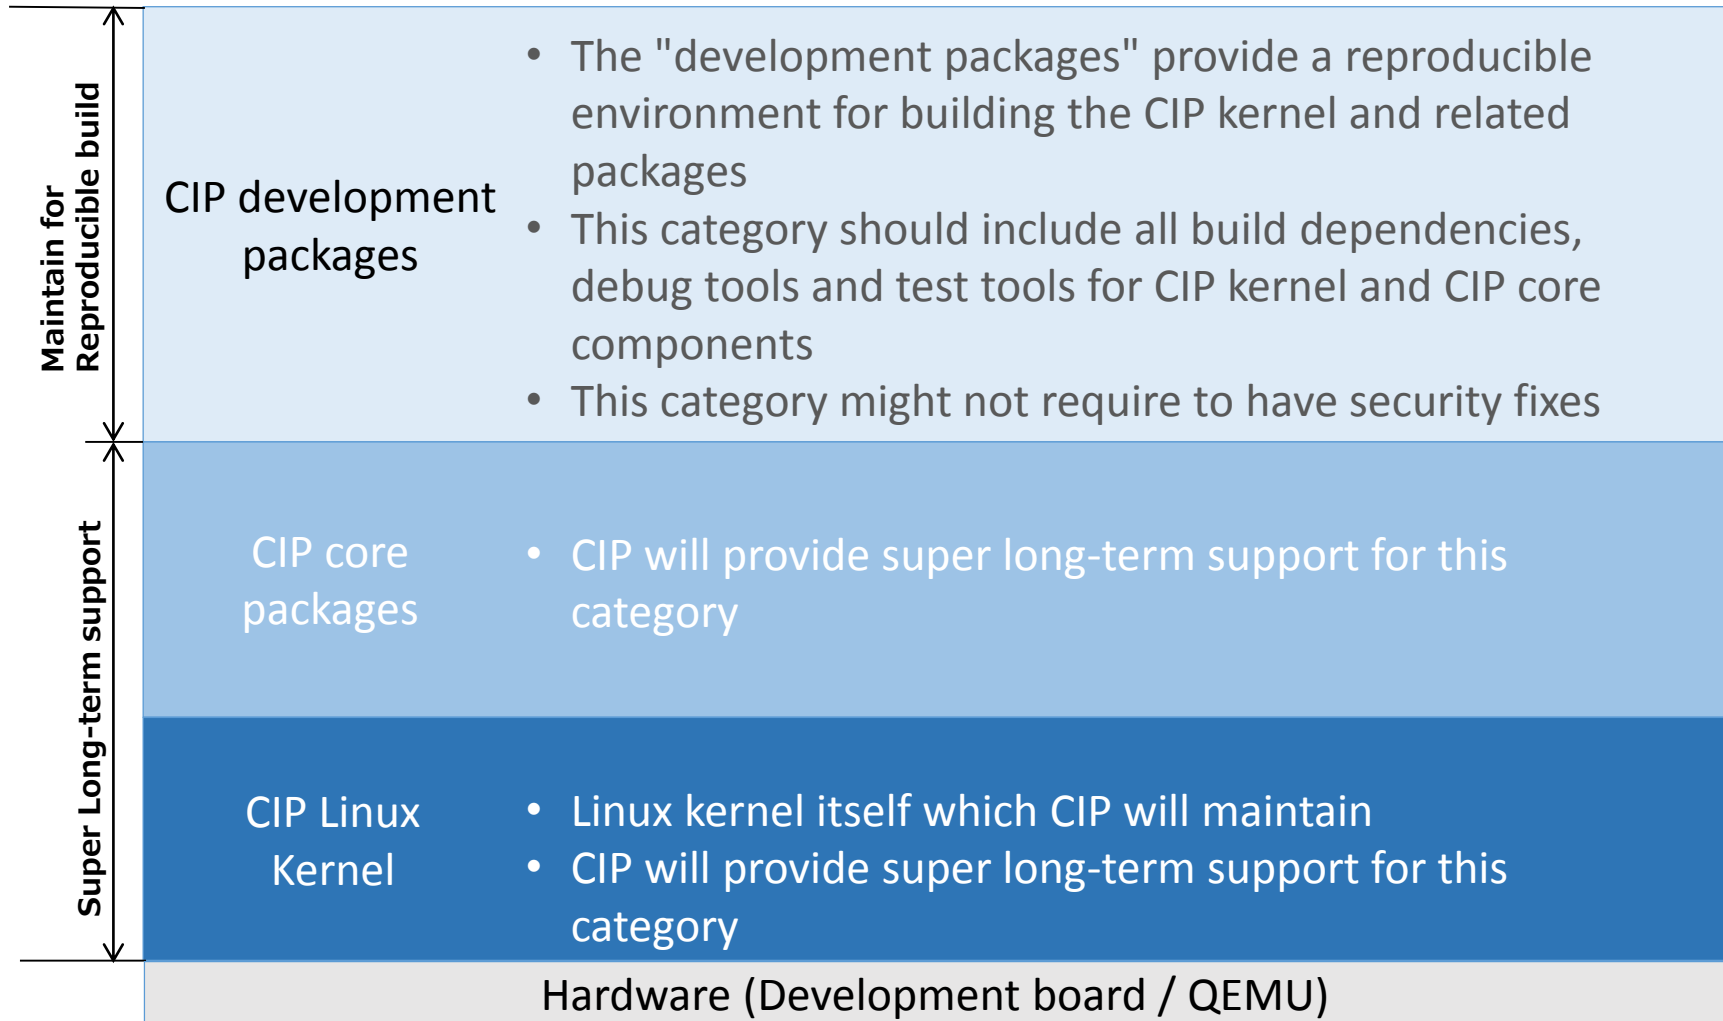 Maintain for
Reproducible build
CIP development
packages
• The "development packages" provide a reproducible
environment for building the CIP kernel and related
packages
• This category should include all build dependencies,
debug tools and test tools for CIP kernel and CIP core
components
• This category might not require to have security fixes
Super Long-term support
CIP core
packages
• CIP will provide super long-term support for this
category
CIP Linux
Kernel
• Linux kernel itself which CIP will maintain
• CIP will provide super long-term support for this
category
Hardware (Development board / QEMU)